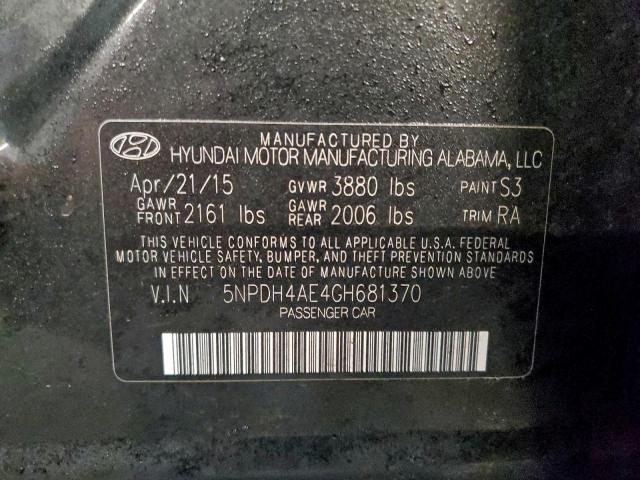 MANUFACTURED BY
HYUNDAI MOTOR MANUFACTURING ALABAMA, LLC
Apr/21/15 GVWR 3880 lbs PAINT S3
GAWR FRONT 2161 lbs GAWR REAR 2006 lbs TRIM RA
THIS VEHICLE CONFORMS TO ALL APPLICABLE U.S.A. FEDERAL
MOTOR VEHICLE SAFETY, BUMPER, AND THEFT PREVENTION
STANDARDS IN EFFECT ON THE DATE OF MANUFACTURE SHOWN ABOVE
V.I.N 5NPDH4AE4GH681370
PASSENGER CAR